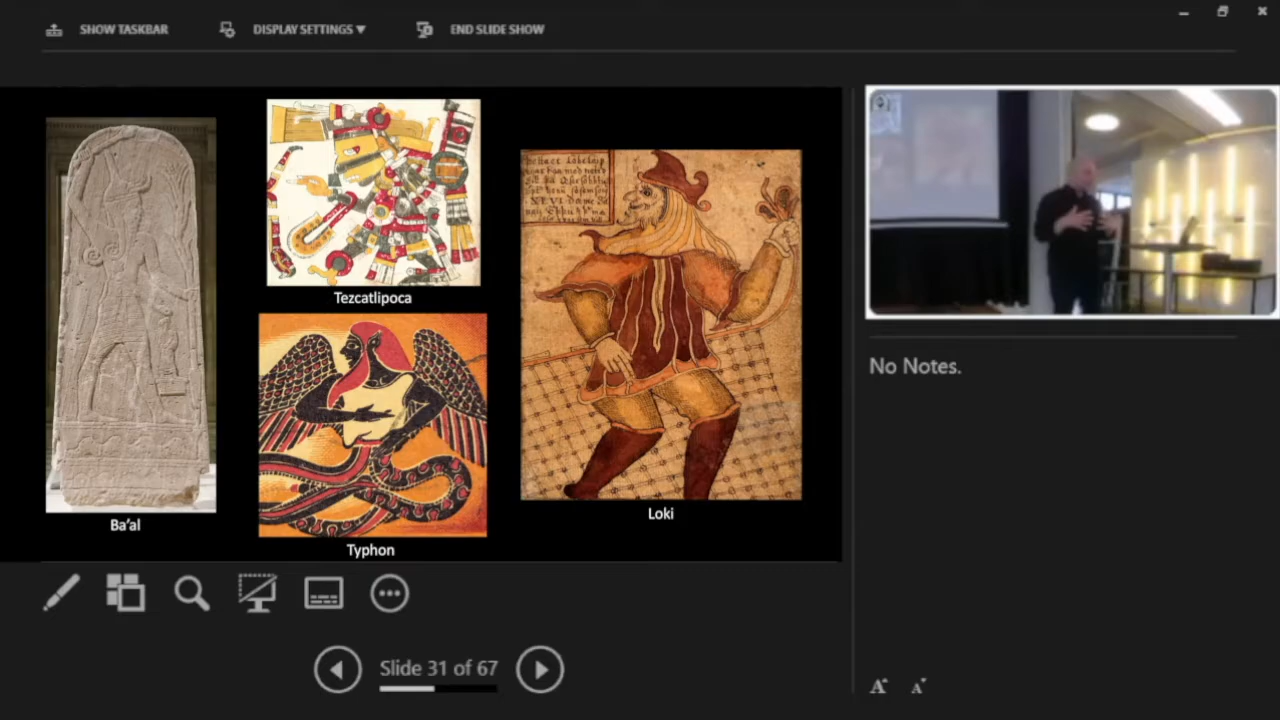 SHOW TASKBAR
DISPLAY SETTINGS ▼
END SLIDE SHOW
Tezcatlipoca
Ba'al
Typhon
Loki
No Notes.
Slide 31 of 67
A A